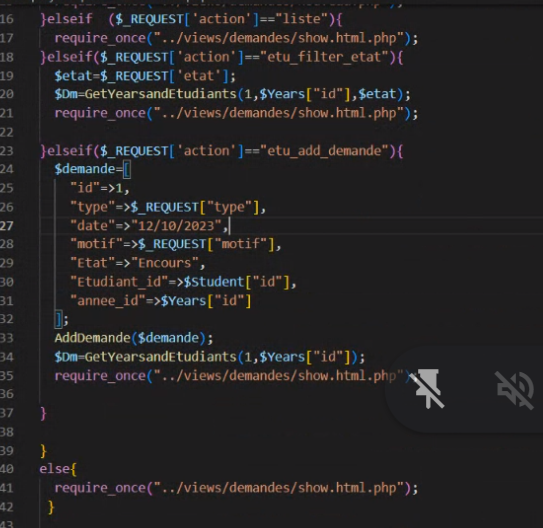 16 }elseif  ($_REQUEST['action']=="liste"){
17 require_once("../views/demandes/show.html.php");
18 }elseif($_REQUEST['action']=="etu_filter_etat"){
19 $etat=$_REQUEST['etat'];
20 $Dm=GetYearsandEtudiants(1,$Years["id"],$etat);
21 require_once("../views/demandes/show.html.php");
22
23 }elseif($_REQUEST['action']=="etu_add_demande"){
24 $demande=[
25 "id"=>1,
26 "type"=>$_REQUEST["type"],
27 "date"=>"12/10/2023",
28 "motif"=>$_REQUEST["motif"],
29 "Etat"=>"Encours",
30 "Etudiant_id"=>$Student["id"],
31 "annee_id"=>$Years["id"]
32 ];
33 AddDemande($demande);
34 $Dm=GetYearsandEtudiants(1,$Years["id"]);
35 require_once("../views/demandes/show.html.php")
36
37 }
38
39 }
40 else{
41 require_once("../views/demandes/show.html.php");
42 }
43